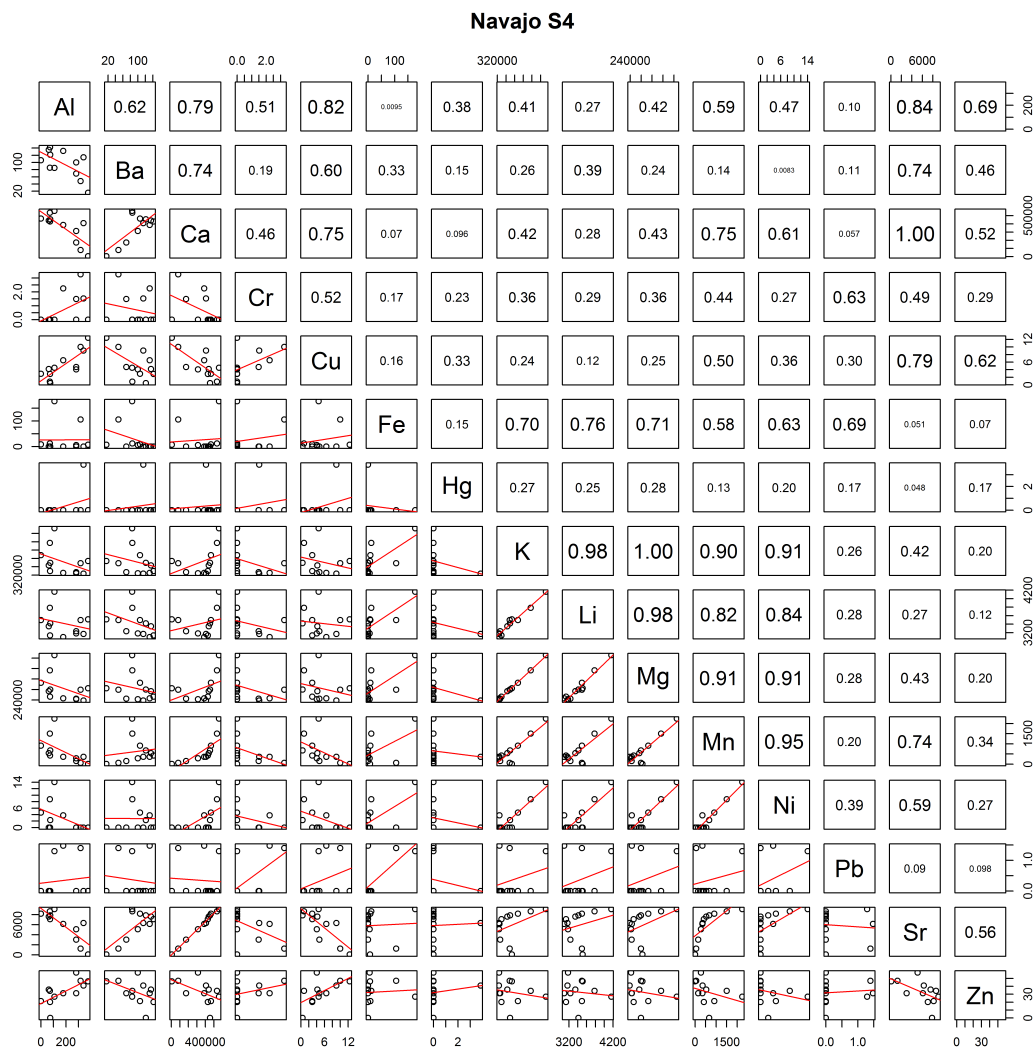 Navajo S4
20 100 0.0 2.0 0 100 320000 240000 0 6 14 0 6000
Al 0.62 0.79 0.51 0.82 0.0095 0.38 0.41 0.27 0.42 0.59 0.47 0.10 0.84 0.69 0 200
20 100 Ba 0.74 0.19 0.60 0.33 0.15 0.26 0.39 0.24 0.14 0.0083 0.11 0.74 0.46
Ca 0.46 0.75 0.07 0.096 0.42 0.28 0.43 0.75 0.61 0.057 1.00 0.52 0 500000
0.0 2.0 Cr 0.52 0.17 0.23 0.36 0.29 0.36 0.44 0.27 0.63 0.49 0.29
Cu 0.16 0.33 0.24 0.12 0.25 0.50 0.36 0.30 0.79 0.62 0 6 12
0 100 Fe 0.15 0.70 0.76 0.71 0.58 0.63 0.69 0.051 0.07
Hg 0.27 0.25 0.28 0.13 0.20 0.17 0.048 0.17 0 2
320000 K 0.98 1.00 0.90 0.91 0.26 0.42 0.20
Li 0.98 0.82 0.84 0.28 0.27 0.12 3200 4200
240000 Mg 0.91 0.91 0.28 0.43 0.20
Mn 0.95 0.20 0.74 0.34 0 1500
0 6 14 Ni 0.39 0.59 0.27
Pb 0.09 0.098 0.0 1.0
0 6000 Sr 0.56
Zn 0 30
0 200 0 400000 0 6 12 0 2 3200 4200 0 1500 0.0 1.0 0 30